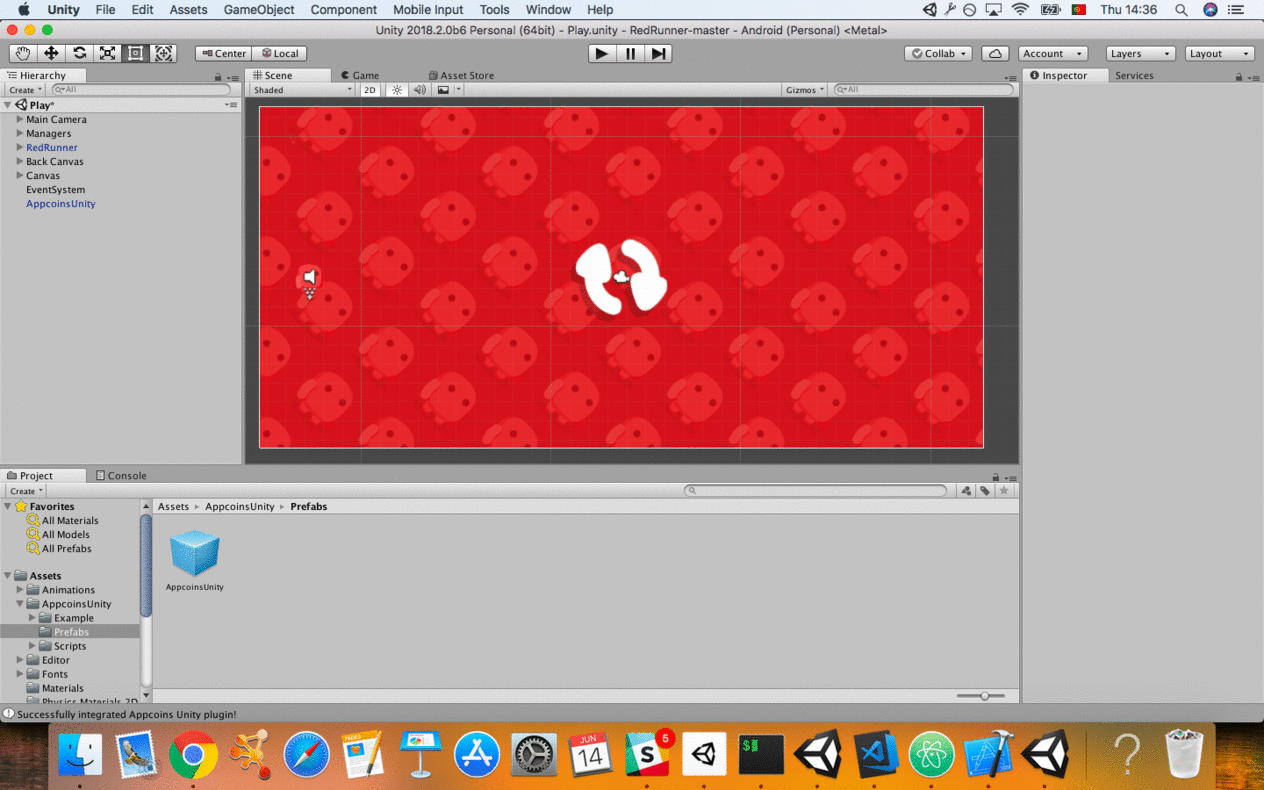 Unity File Edit Assets GameObject Component Mobile Input Tools Window Help Thu 14:36
Unity 2018.2.0b6 Personal (64bit) - Play.unity - RedRunner-master - Android (Personal) <Metal>
Center Local Collab Account Layers Layout
Hierarchy
Create All
Play*
Main Camera
Managers
RedRunner
Back Canvas
Canvas
EventSystem
AppcoinsUnity
Scene Game Asset Store
Shaded 2D Gizmos All
Inspector Services
Project Console
Create
Favorites
All Materials
All Models
All Prefabs
Assets
Animations
AppcoinsUnity
Example
Prefabs
Scripts
Editor
Fonts
Materials
Physics Materials 2D
Assets AppcoinsUnity Prefabs
AppcoinsUnity
Successfully integrated Appcoins Unity plugin!
PAGES
JUN
14
S
5
$
?